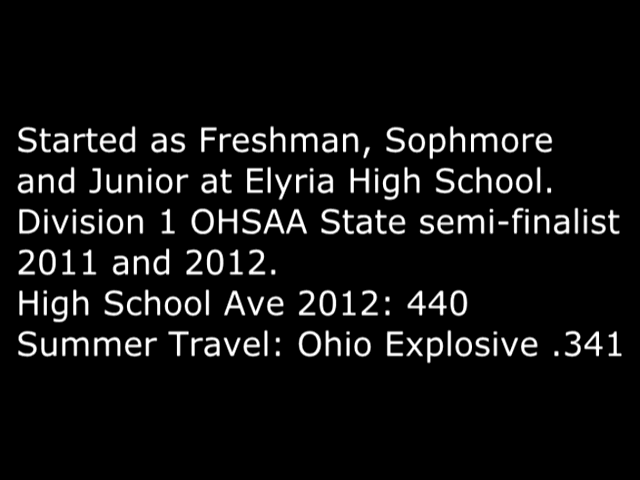 Started as Freshman, Sophmore
and Junior at Elyria High School.
Division 1 OHSAA State semi-finalist
2011 and 2012.
High School Ave 2012: 440
Summer Travel: Ohio Explosive .341